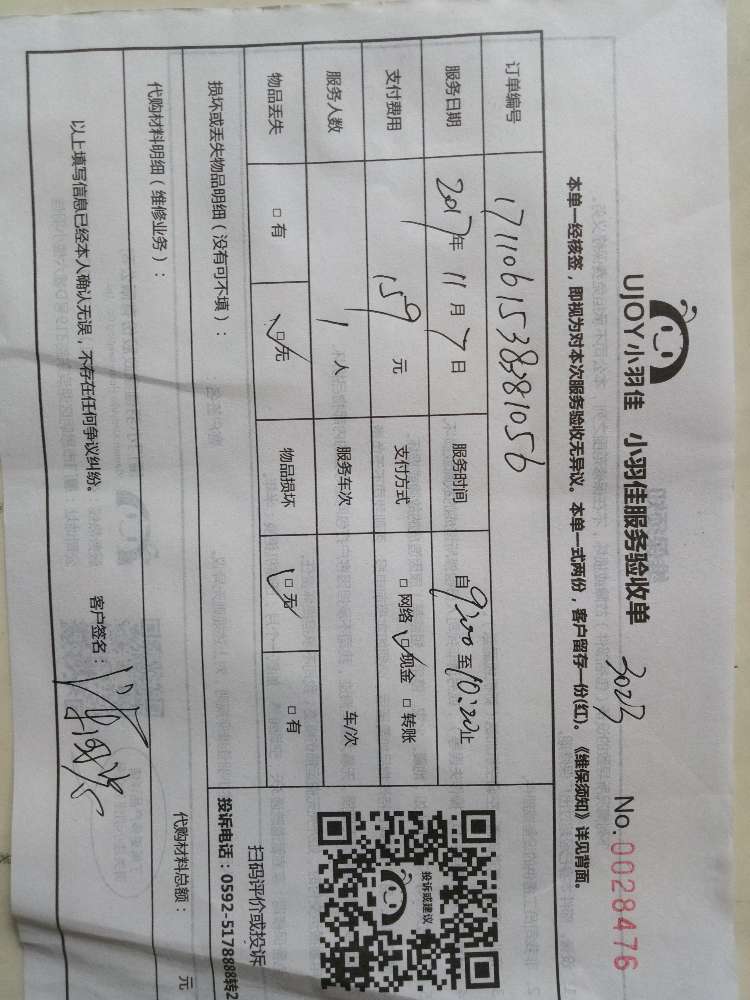 UJOY小羽佳 小羽佳服务验收单 No.0028476
本单一经核签，即视为对本次服务验收无异议。本单一式两份，客户留存一份(红)。《维保须知》详见背面。
订单编号
服务日期 2017年 11月 7日 服务时间 自9:00至10:20止
支付费用 159 元 支付方式 □ 网络 □ 现金 □ 转账
服务人数 1 人 服务车次 车/次
物品丢失 □ 有 □ 无 物品损坏 □ 无 □ 有
投诉或建议
扫码评价或投诉
投诉电话：0592-5178888转2
损坏或丢失物品明细（没有可不填）：
代购材料明细（维修业务）： 代购材料总额： 元
以上填写信息已经本人确认无误，不存在任何争议纠纷。 客户签名：